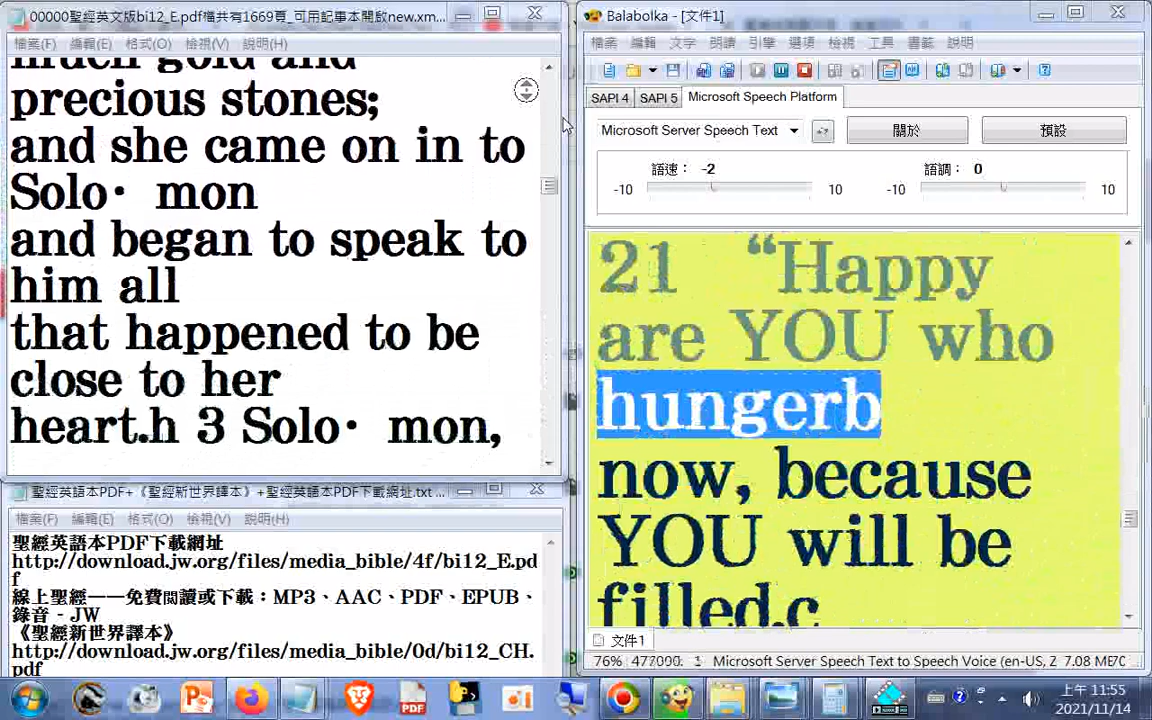 00000聖經英文版bi12_E.pdf檔共有1669頁_可用記事本開啟new.xm...
檔案(F) 編輯(E) 格式(O) 檢視(V) 說明(H)
much gold and
precious stones;
and she came on in to
Solo· mon
and began to speak to
him all
that happened to be
close to her
heart.h 3 Solo· mon,
聖經英語本PDF+《聖經新世界譯本》+聖經英語本PDF下載網址.txt ...
檔案(F) 編輯(E) 格式(O) 檢視(V) 說明(H)
聖經英語本PDF下載網址
http://download.jw.org/files/media_bible/4f/bi12_E.pd
f
線上聖經——免費閱讀或下載：MP3、AAC、PDF、EPUB、
錄音 - JW
《聖經新世界譯本》
http://download.jw.org/files/media_bible/0d/bi12_CH.
pdf
Balabolka - [文件1]
檔案 編輯 文字 朗讀 引擎 選項 檢視 工具 書籤 說明
SAPI 4 SAPI 5 Microsoft Speech Platform
Microsoft Server Speech Text 關於 預設
語速： -2 語調： 0
-10 10 -10 10
21 “Happy
are YOU who
hungerb
now, because
YOU will be
filled.c
文件1
76% 477000: 1 Microsoft Server Speech Text to Speech Voice (en-US, Z 7.08 ME
上午 11:55
2021/11/14